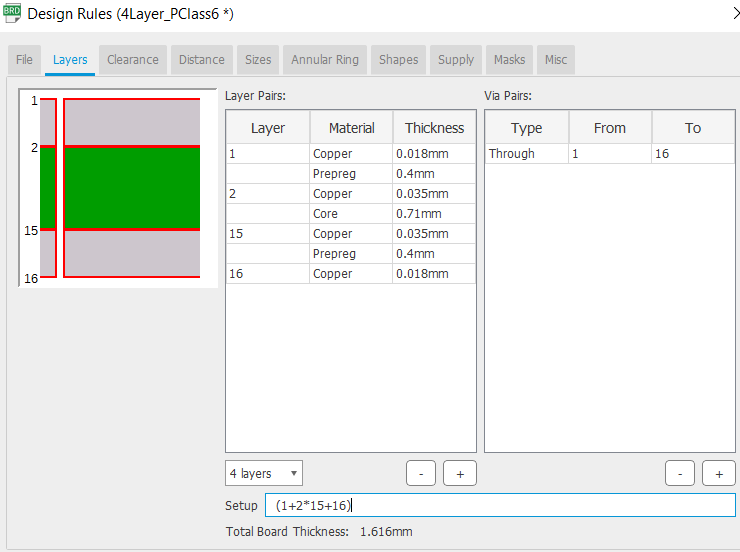 BRD Design Rules (4Layer_PClass6 *)
File Layers Clearance Distance Sizes Annular Ring Shapes Supply Masks Misc
Layer Pairs: Via Pairs:
Layer Material Thickness Type From To
1 Copper 0.018mm Through 1 16
Prepreg 0.4mm
2 Copper 0.035mm
Core 0.71mm
15 Copper 0.035mm
Prepreg 0.4mm
16 Copper 0.018mm
1
2
15
16
4 layers - + - +
Setup (1+2*15+16)
Total Board Thickness: 1.616mm